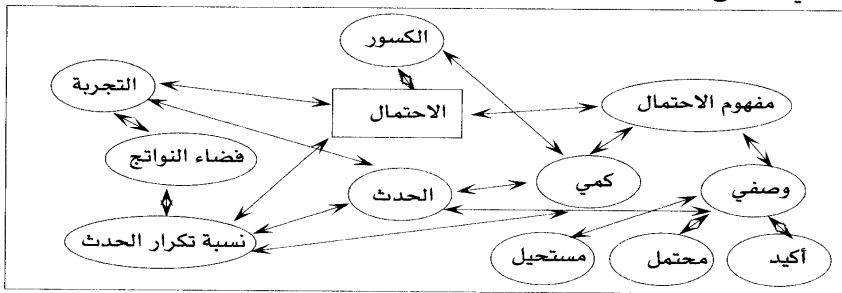 الكسور
التجربة
الاحتمال
مفهوم الاحتمال
فضاء النواتج
الحدث
كمي
وصفي
نسبة تكرار الحدث
مستحيل
محتمل
أكيد